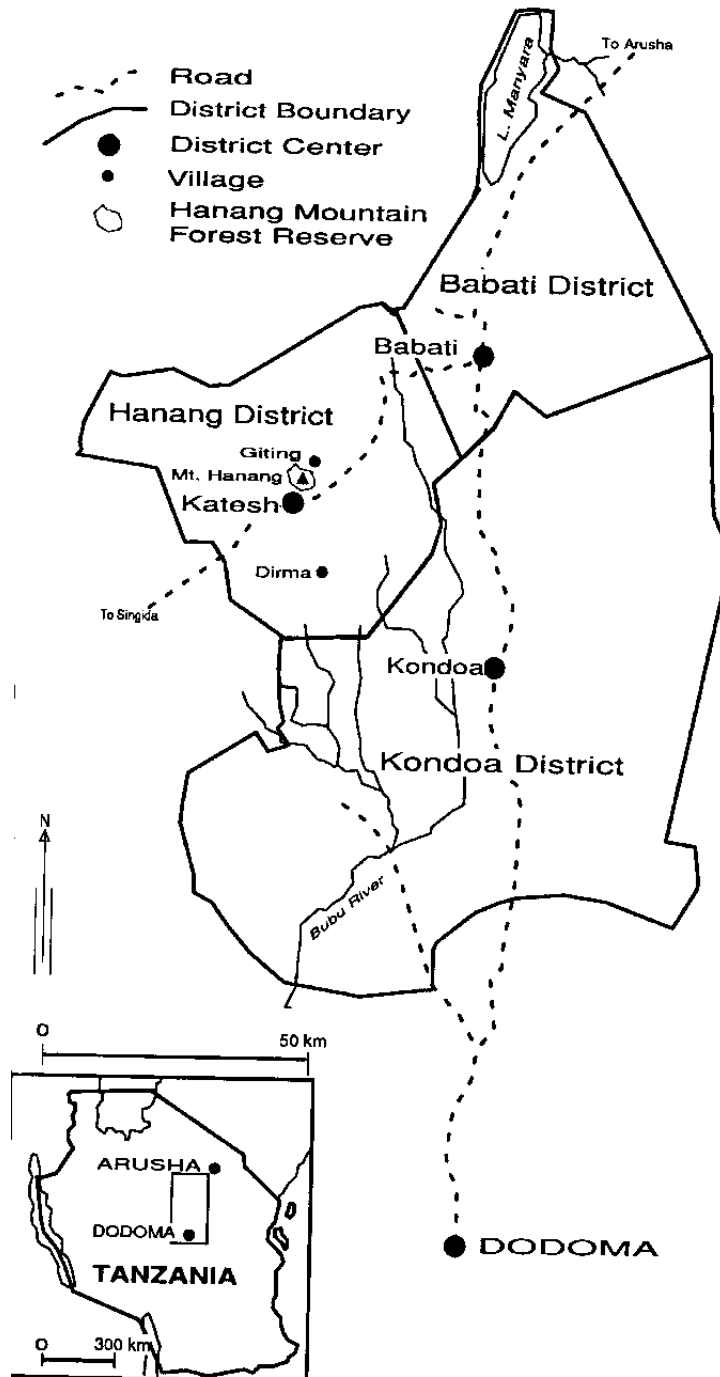 To Arusha
L. Manyara
Road
District Boundary
District Center
Village
Hanang Mountain
Forest Reserve
Babati District
Babati
Hanang District
Giting
Mt. Hanang
Katesh
Dirma
To Singida
Kondoa
Kondoa District
N
Bubu River
O
50 km
ARUSHA
DODOMA
TANZANIA
O
300 km
DODOMA